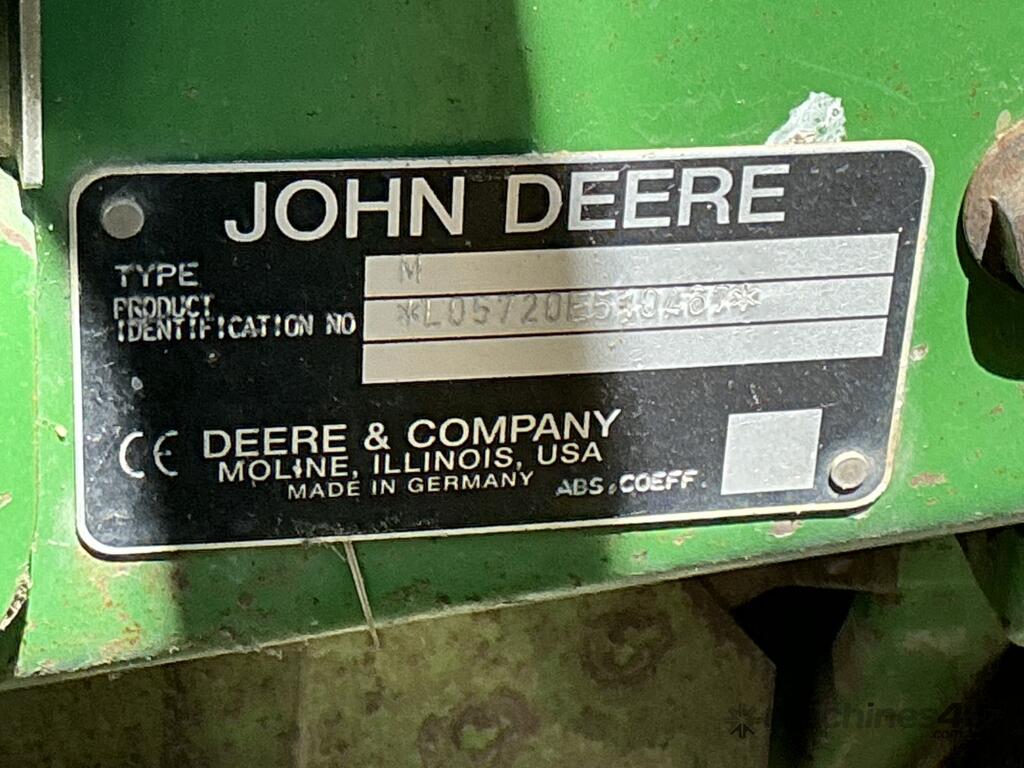 JOHN DEERE
TYPE M
PRODUCT
IDENTIFICATION NO
CE DEERE & COMPANY
MOLINE, ILLINOIS, USA
MADE IN GERMANY ABS.COEFF.